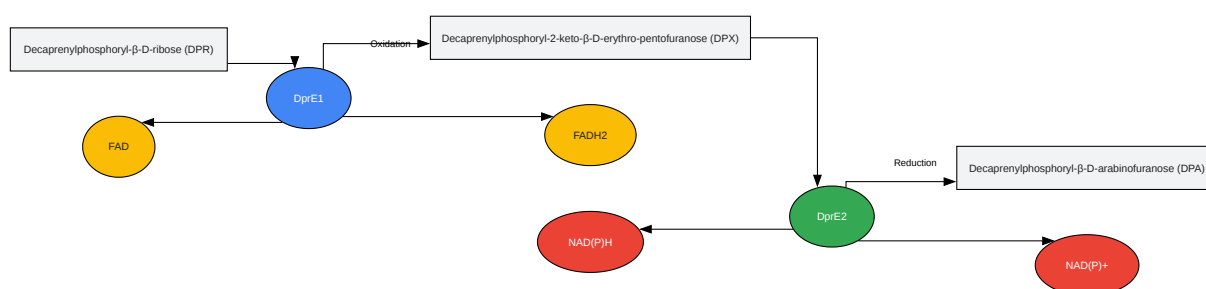 Decaprenylphosphoryl-β-D-ribose (DPR)
Oxidation
Decaprenylphosphoryl-2-keto-β-D-erythro-pentofuranose (DPX)
DprE1
FAD
FADH2
Reduction
Decaprenylphosphoryl-β-D-arabinofuranose (DPA)
DprE2
NAD(P)H
NAD(P)+